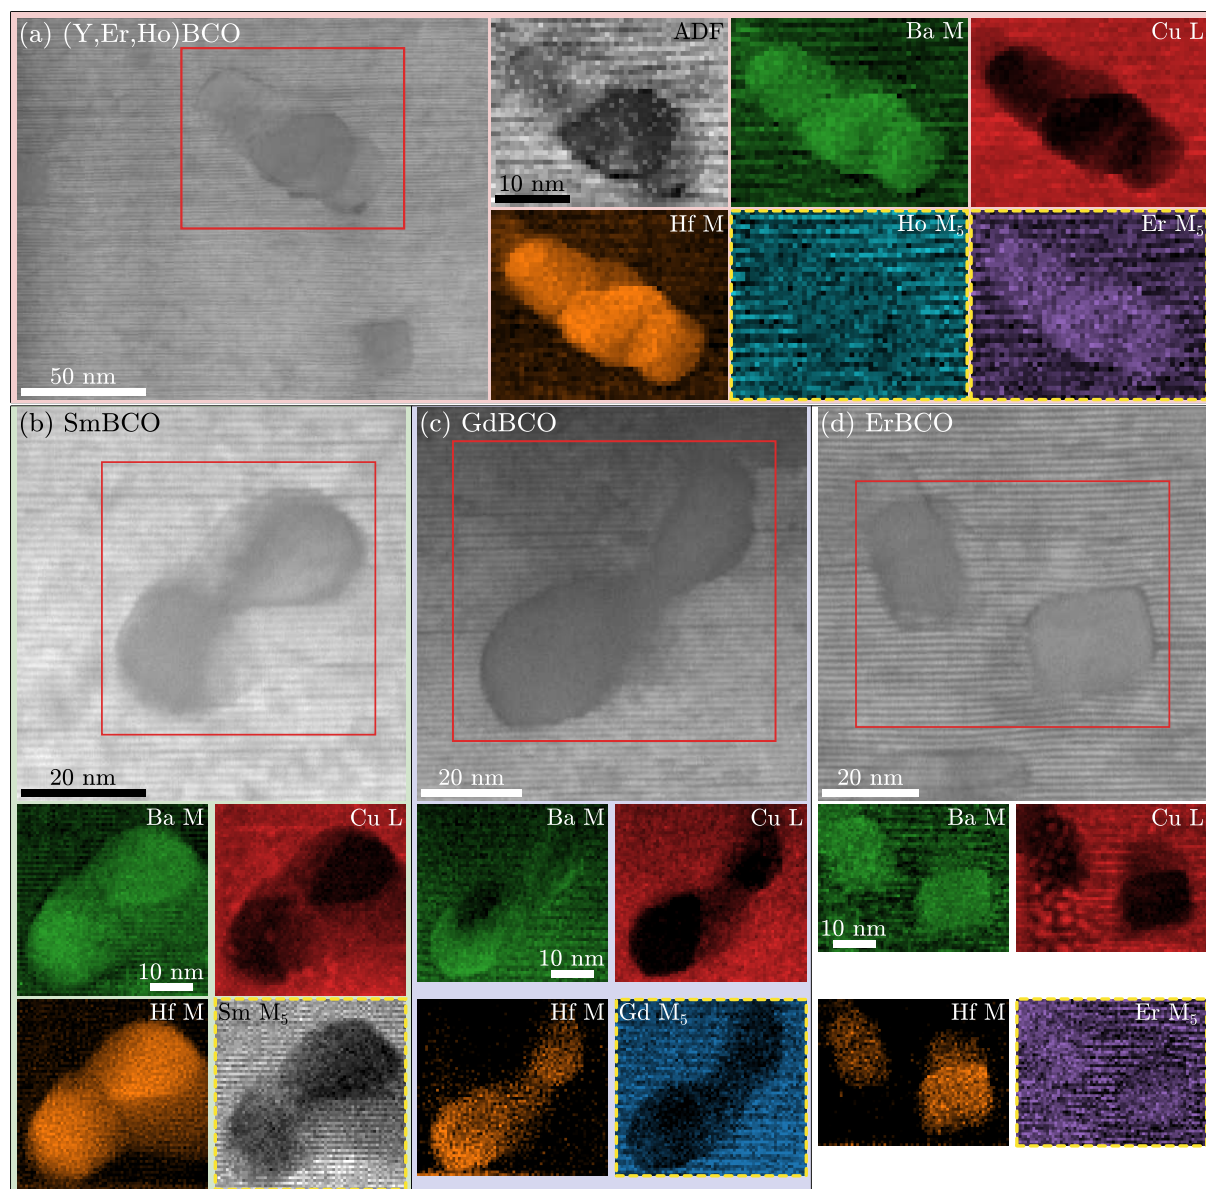 (a) (Y,Er,Ho)BCO
ADF
Ba M
Cu L
10 nm
Hf M
Ho M₅
Er M₅
50 nm
(b) SmBCO
(c) GdBCO
(d) ErBCO
20 nm
20 nm
20 nm
Ba M
Cu L
Ba M
Cu L
Ba M
Cu L
10 nm
10 nm
10 nm
Hf M
Sm M₅
Hf M
Gd M₅
Hf M
Er M₅